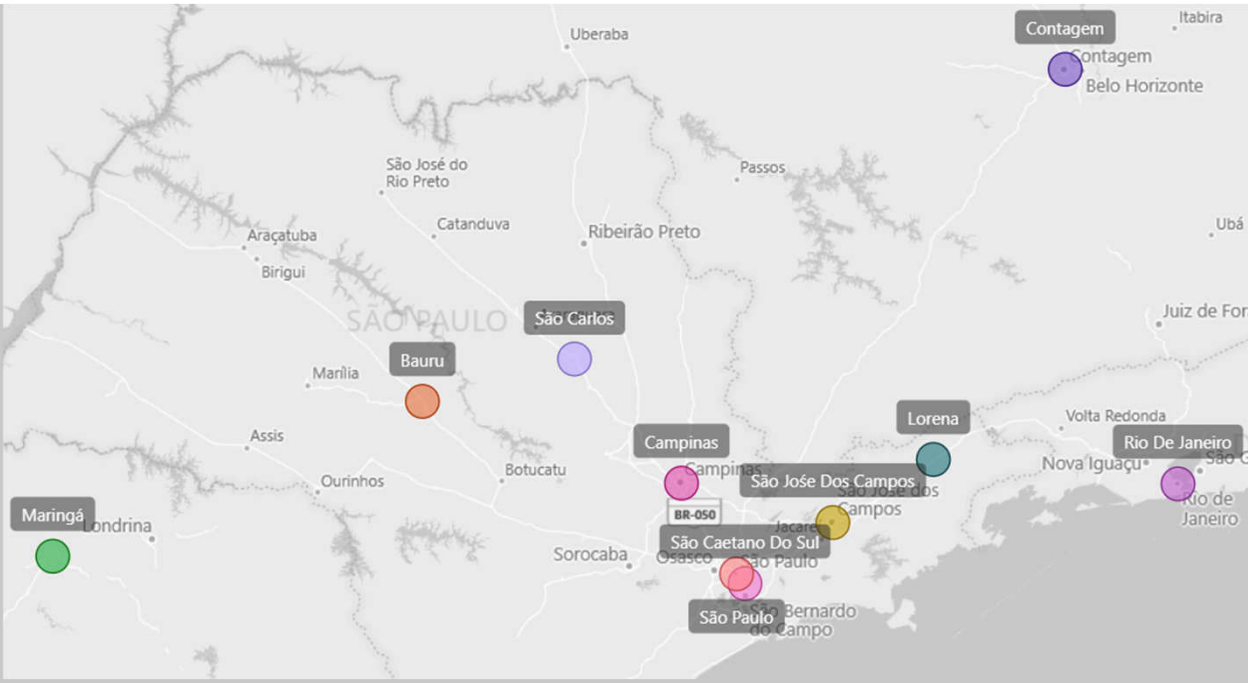 Itabira
Contagem
Uberaba
Contagem
Belo Horizonte
São José do
Rio Preto
Passos
Catanduva
Ubá
Araçatuba
Ribeirão Preto
Birigui
SÃO PAULO
São Carlos
Juiz de For
Bauru
Marília
Lorena
Volta Redonda
Assis
Campinas
Rio De Janeiro
Botucatu
Campinas
Nova Iguaçu
São G
Ourinhos
São Jośe Dos Campos
São José dos
Campos
Rio de
Janeiro
Maringá
BR-050
Londrina
Jacareí
São Caetano Do Sul
Sorocaba
Osasco
São Paulo
São Paulo
São Bernardo
do Campo